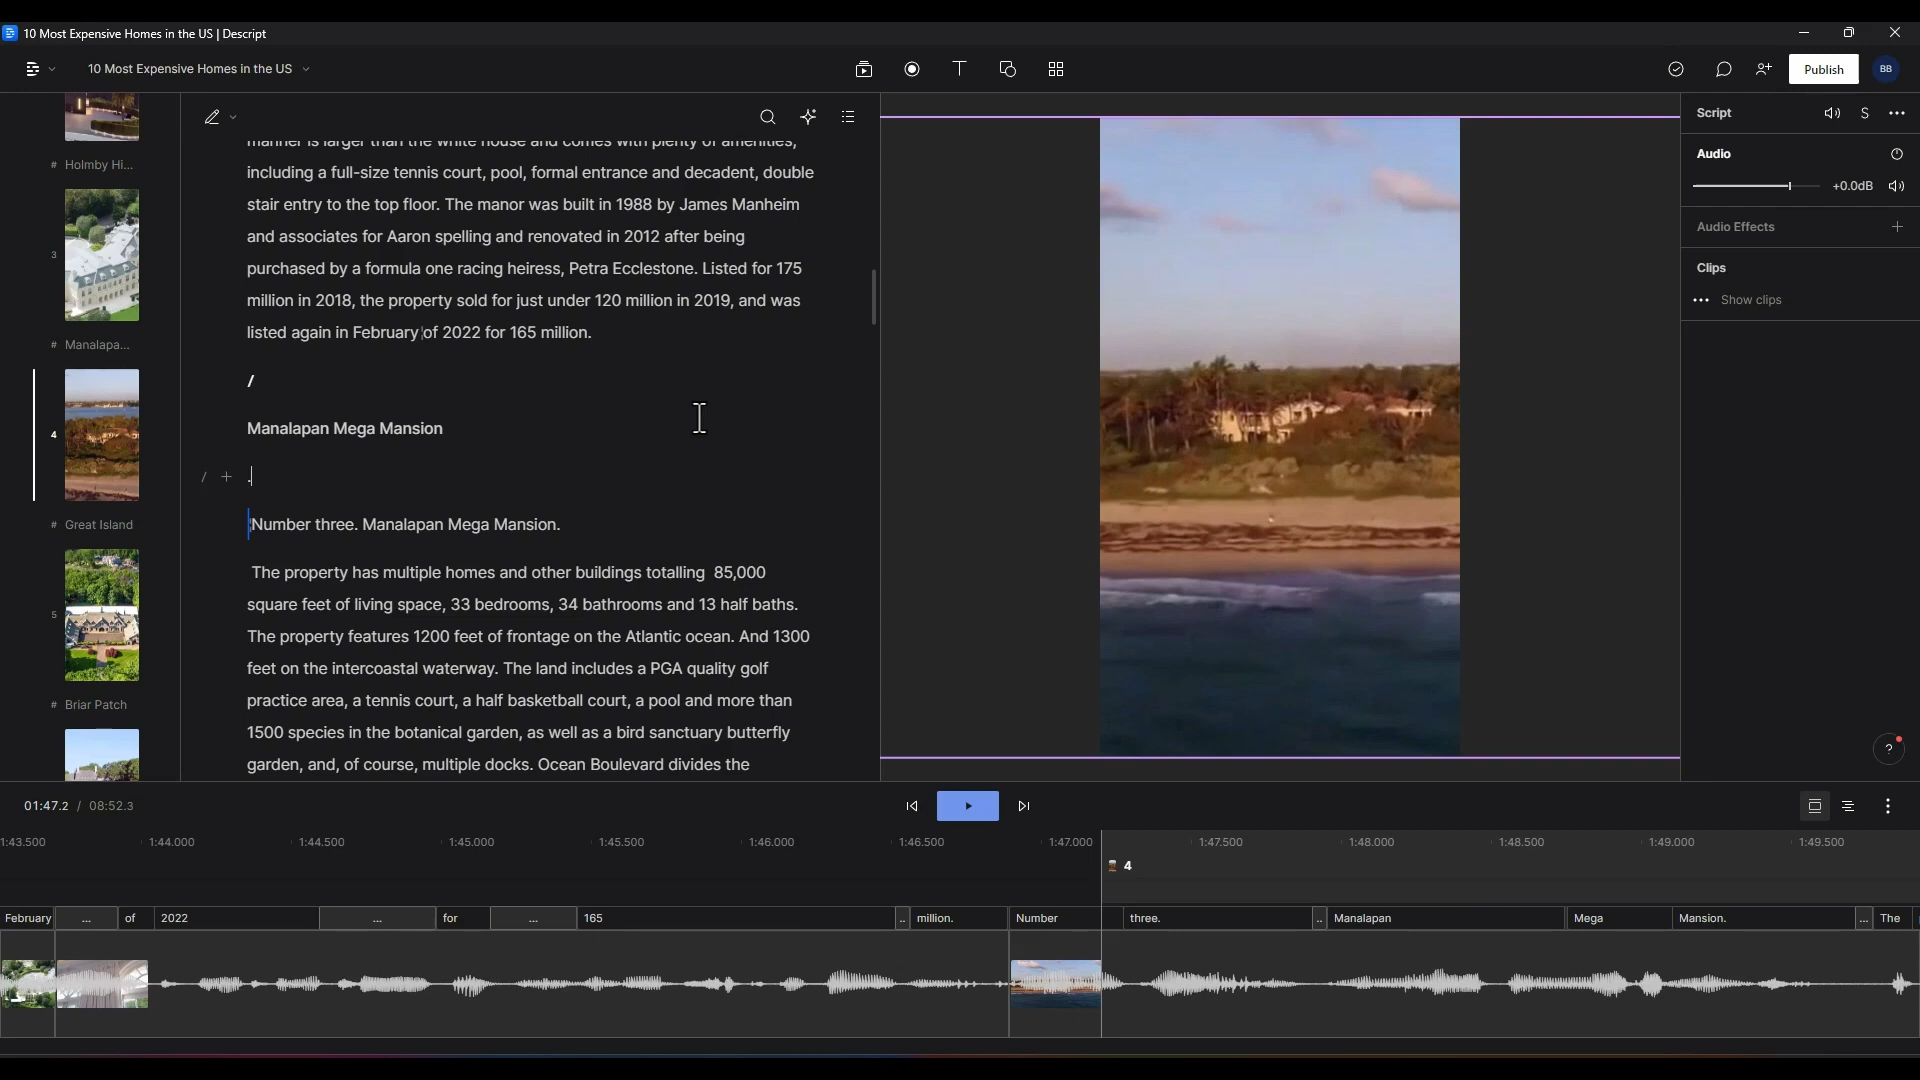 10 Most Expensive Homes in the US | Descript
10 Most Expensive Homes in the US
Publish
BB
# Holmby Hi...
3
# Manalapa...
4
# Great Island
5
# Briar Patch
manner is larger than the white house and comes with plenty of amenities,
including a full-size tennis court, pool, formal entrance and decadent, double
stair entry to the top floor. The manor was built in 1988 by James Manheim
and associates for Aaron spelling and renovated in 2012 after being
purchased by a formula one racing heiress, Petra Ecclestone. Listed for 175
million in 2018, the property sold for just under 120 million in 2019, and was
listed again in February of 2022 for 165 million.
/
Manalapan Mega Mansion
/ + .
Number three. Manalapan Mega Mansion.
The property has multiple homes and other buildings totalling 85,000
square feet of living space, 33 bedrooms, 34 bathrooms and 13 half baths.
The property features 1200 feet of frontage on the Atlantic ocean. And 1300
feet on the intercoastal waterway. The land includes a PGA quality golf
practice area, a tennis court, a half basketball court, a pool and more than
1500 species in the botanical garden, as well as a bird sanctuary butterfly
garden, and, of course, multiple docks. Ocean Boulevard divides the
Script
S
Audio
+0.0dB
Audio Effects
Clips
Show clips
?
01:47.2 / 08:52.3
1:43.500 1:44.000 1:44.500 1:45.000 1:45.500 1:46.000 1:46.500 1:47.000 1:47.500 1:48.000 1:48.500 1:49.000 1:49.500
4
February ... of 2022 ... for ... 165 .. million. Number three. .. Manalapan Mega Mansion. ... The